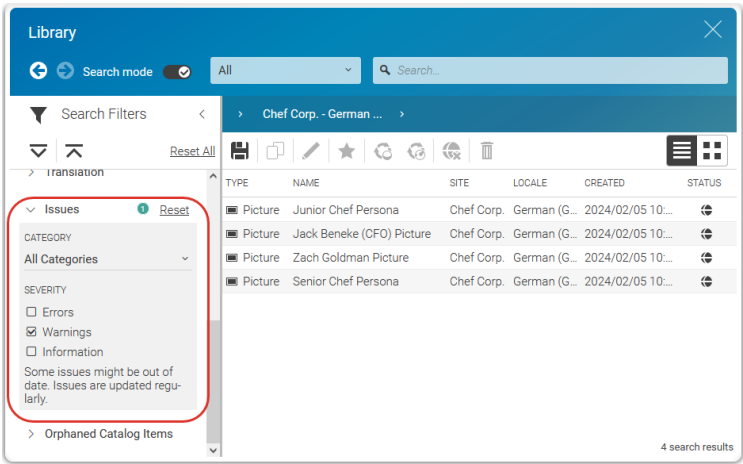 Library
Search mode
All
Search...
Search Filters
Chef Corp. - German ...
Reset All
Translation
Issues 1 Reset
CATEGORY
All Categories
SEVERITY
Errors
Warnings
Information
Some issues might be out of
date. Issues are updated regu-
larly.
Orphaned Catalog Items
TYPE NAME SITE LOCALE CREATED STATUS
Picture Junior Chef Persona Chef Corp. German (G... 2024/02/05 10:...
Picture Jack Beneke (CFO) Picture Chef Corp. German (G... 2024/02/05 10:...
Picture Zach Goldman Picture Chef Corp. German (G... 2024/02/05 10:...
Picture Senior Chef Persona Chef Corp. German (G... 2024/02/05 10:...
4 search results